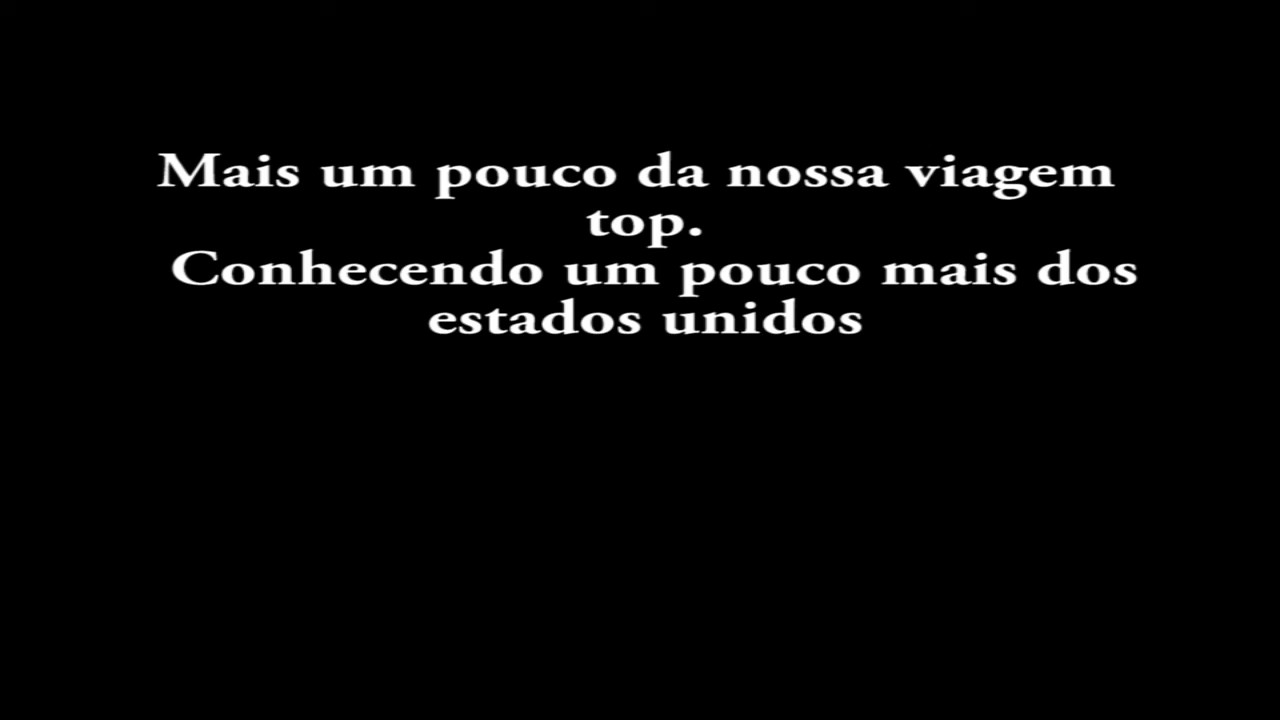 Mais um pouco da nossa viagem
top.
Conhecendo um pouco mais dos
estados unidos